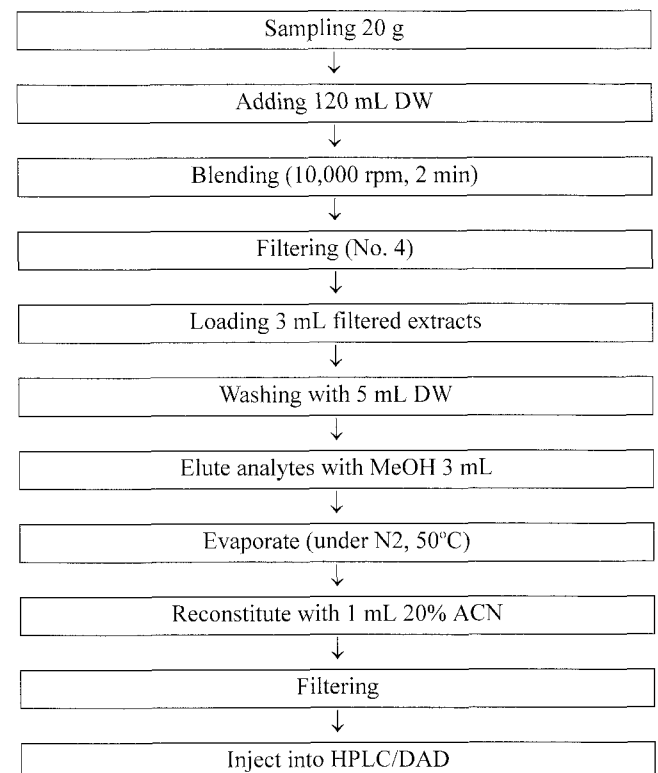 Sampling 20 g
↓
Adding 120 mL DW
↓
Blending (10,000 rpm, 2 min)
↓
Filtering (No. 4)
↓
Loading 3 mL filtered extracts
↓
Washing with 5 mL DW
↓
Elute analytes with MeOH 3 mL
↓
Evaporate (under N2, 50°C)
↓
Reconstitute with 1 mL 20% ACN
↓
Filtering
↓
Inject into HPLC/DAD